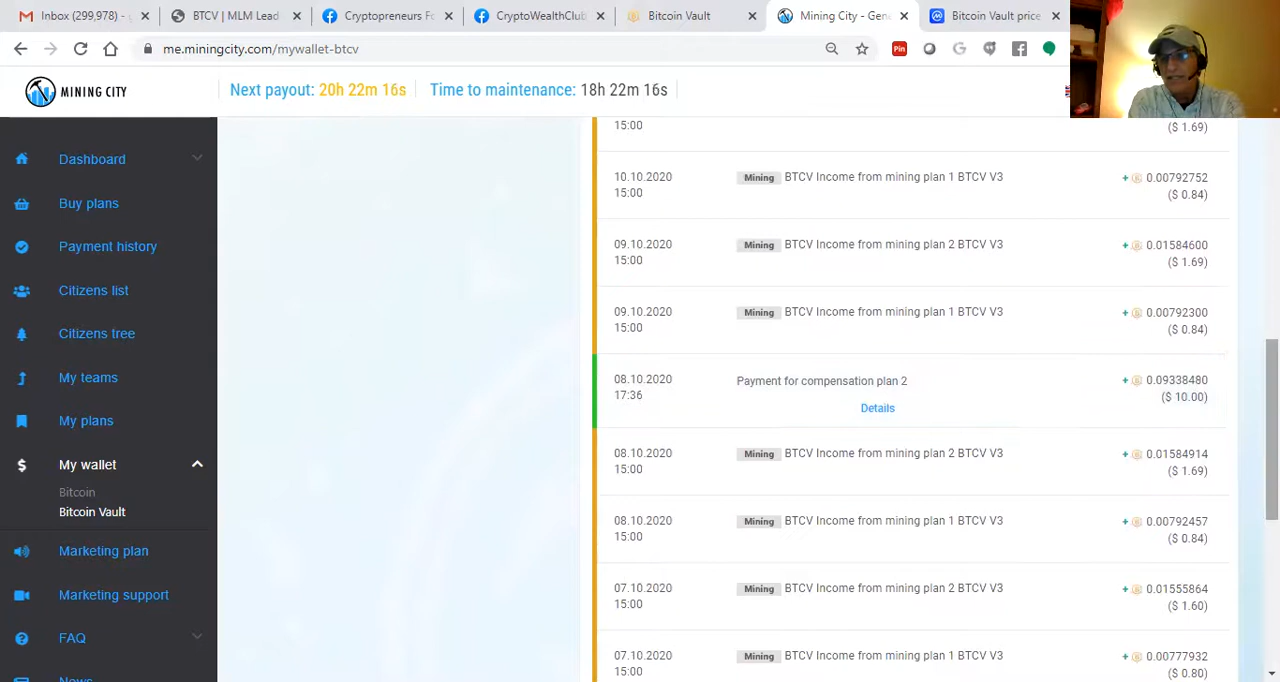 Inbox (299,978) -
BTCV | MLM Lead
Cryptopreneurs Fo
CryptoWealthClub
Bitcoin Vault
Mining City - Gene
Bitcoin Vault price
me.miningcity.com/mywallet-btcv
Pin
MINING CITY
Next payout: 20h 22m 16s
Time to maintenance: 18h 22m 16s
Dashboard
Buy plans
Payment history
Citizens list
Citizens tree
My teams
My plans
My wallet
Bitcoin
Bitcoin Vault
Marketing plan
Marketing support
FAQ
News
15:00
($ 1.69)
10.10.2020
15:00
Mining BTCV Income from mining plan 1 BTCV V3
+ 0.00792752
($ 0.84)
09.10.2020
15:00
Mining BTCV Income from mining plan 2 BTCV V3
+ 0.01584600
($ 1.69)
09.10.2020
15:00
Mining BTCV Income from mining plan 1 BTCV V3
+ 0.00792300
($ 0.84)
08.10.2020
17:36
Payment for compensation plan 2
Details
+ 0.09338480
($ 10.00)
08.10.2020
15:00
Mining BTCV Income from mining plan 2 BTCV V3
+ 0.01584914
($ 1.69)
08.10.2020
15:00
Mining BTCV Income from mining plan 1 BTCV V3
+ 0.00792457
($ 0.84)
07.10.2020
15:00
Mining BTCV Income from mining plan 2 BTCV V3
+ 0.01555864
($ 1.60)
07.10.2020
15:00
Mining BTCV Income from mining plan 1 BTCV V3
+ 0.00777932
($ 0.80)